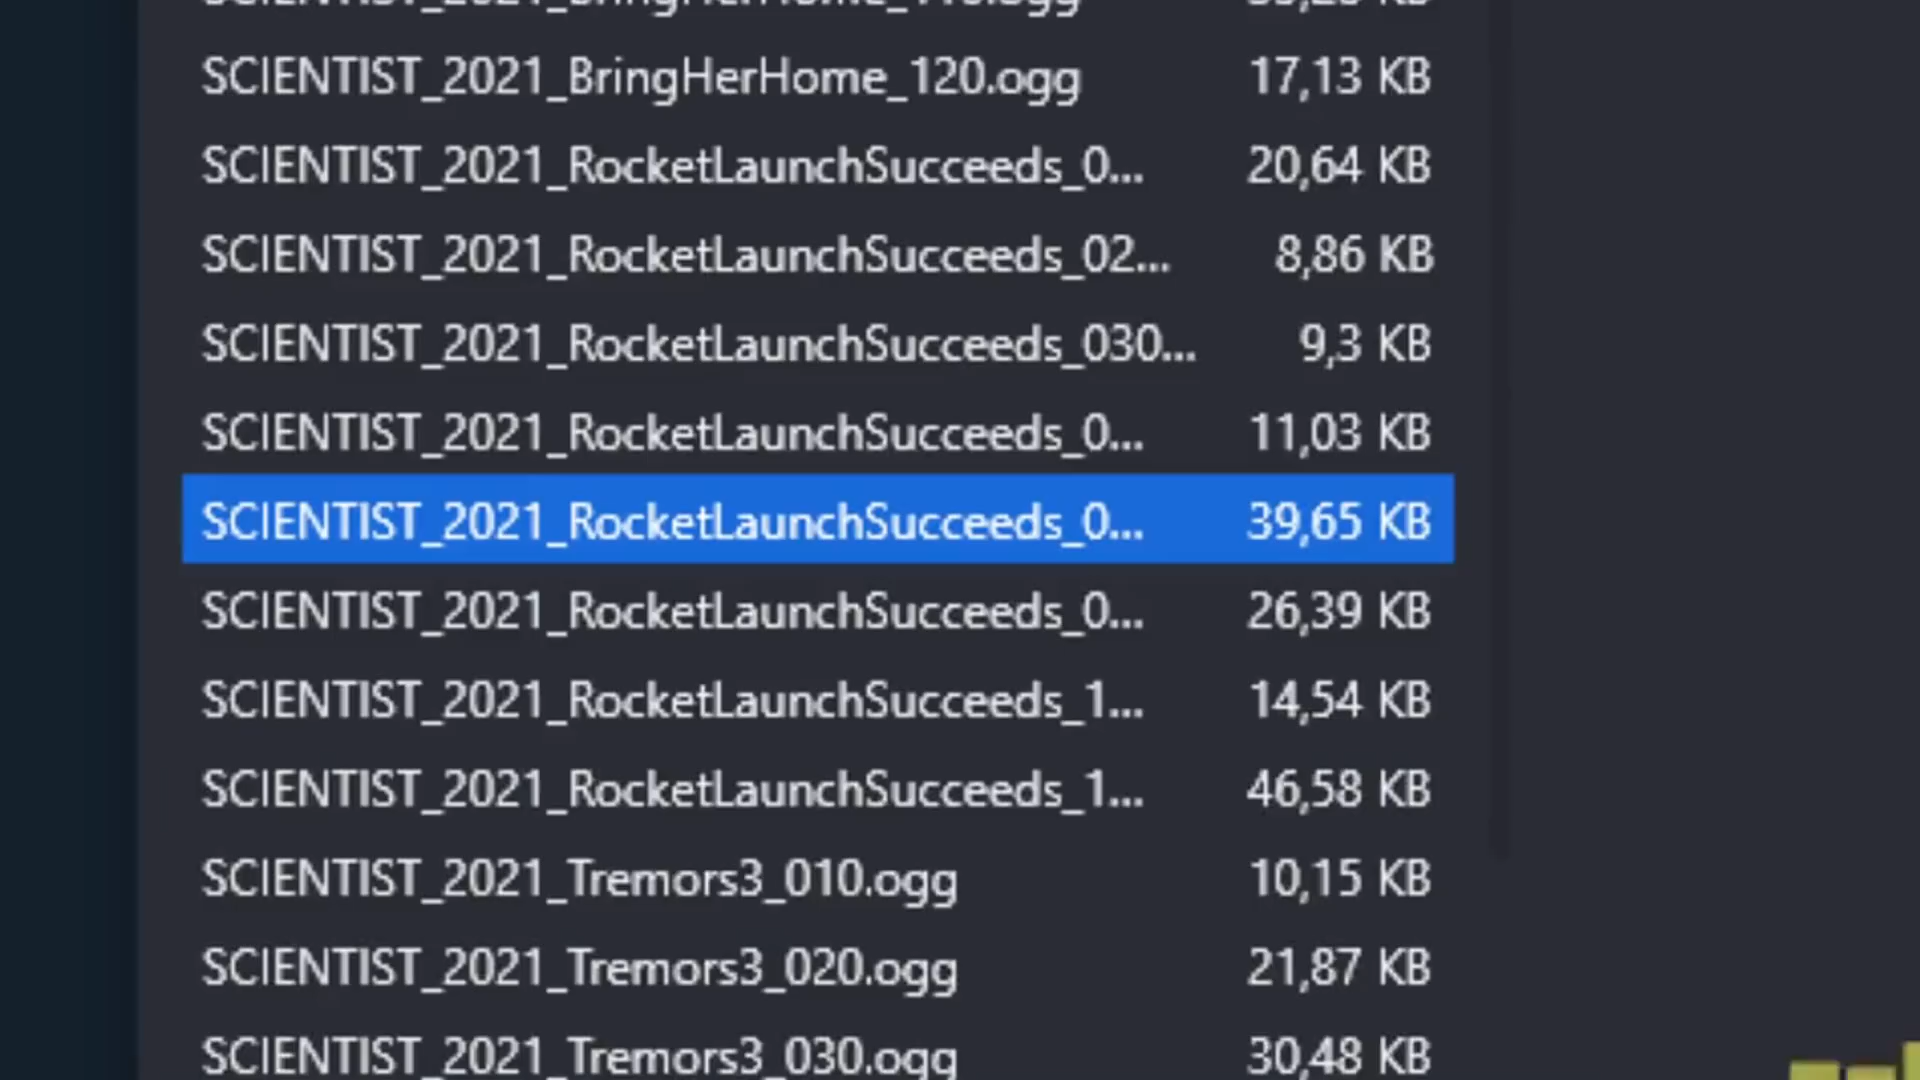 SCIENTIST_2021_BringHerHome_110.ogg
SCIENTIST_2021_BringHerHome_120.ogg 17,13 KB
SCIENTIST_2021_RocketLaunchSucceeds_0... 20,64 KB
SCIENTIST_2021_RocketLaunchSucceeds_02... 8,86 KB
SCIENTIST_2021_RocketLaunchSucceeds_030... 9,3 KB
SCIENTIST_2021_RocketLaunchSucceeds_0... 11,03 KB
SCIENTIST_2021_RocketLaunchSucceeds_0... 39,65 KB
SCIENTIST_2021_RocketLaunchSucceeds_0... 26,39 KB
SCIENTIST_2021_RocketLaunchSucceeds_1... 14,54 KB
SCIENTIST_2021_RocketLaunchSucceeds_1... 46,58 KB
SCIENTIST_2021_Tremors3_010.ogg 10,15 KB
SCIENTIST_2021_Tremors3_020.ogg 21,87 KB
SCIENTIST_2021_Tremors3_030.ogg 30,48 KB